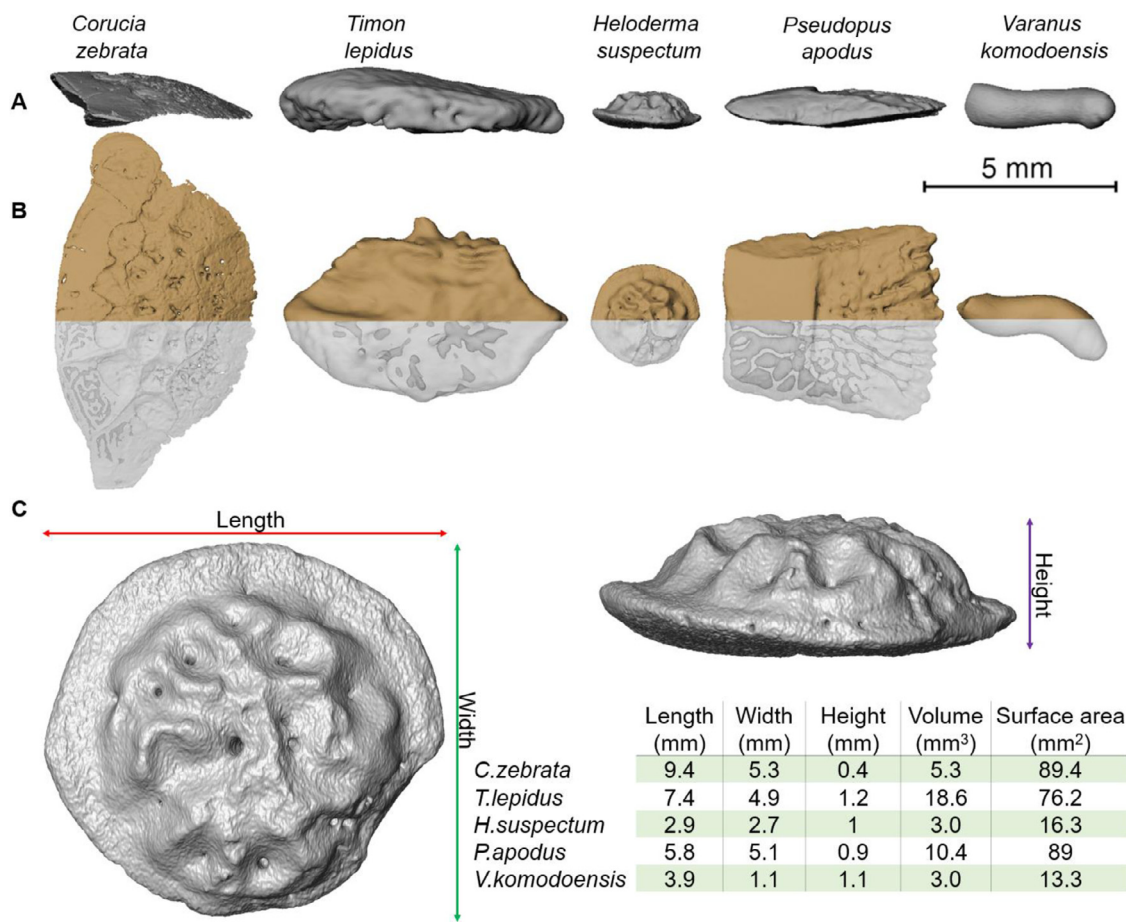 Corucia
zebrata
Timon
lepidus
Heloderma
suspectum
Pseudopus
apodus
Varanus
komodoensis
A
5 mm
B
C
Length
Width
Height
Length (mm) Width (mm) Height (mm) Volume (mm³) Surface area (mm²)
C.zebrata 9.4 5.3 0.4 5.3 89.4
T.lepidus 7.4 4.9 1.2 18.6 76.2
H.suspectum 2.9 2.7 1 3.0 16.3
P.apodus 5.8 5.1 0.9 10.4 89
V.komodoensis 3.9 1.1 1.1 3.0 13.3